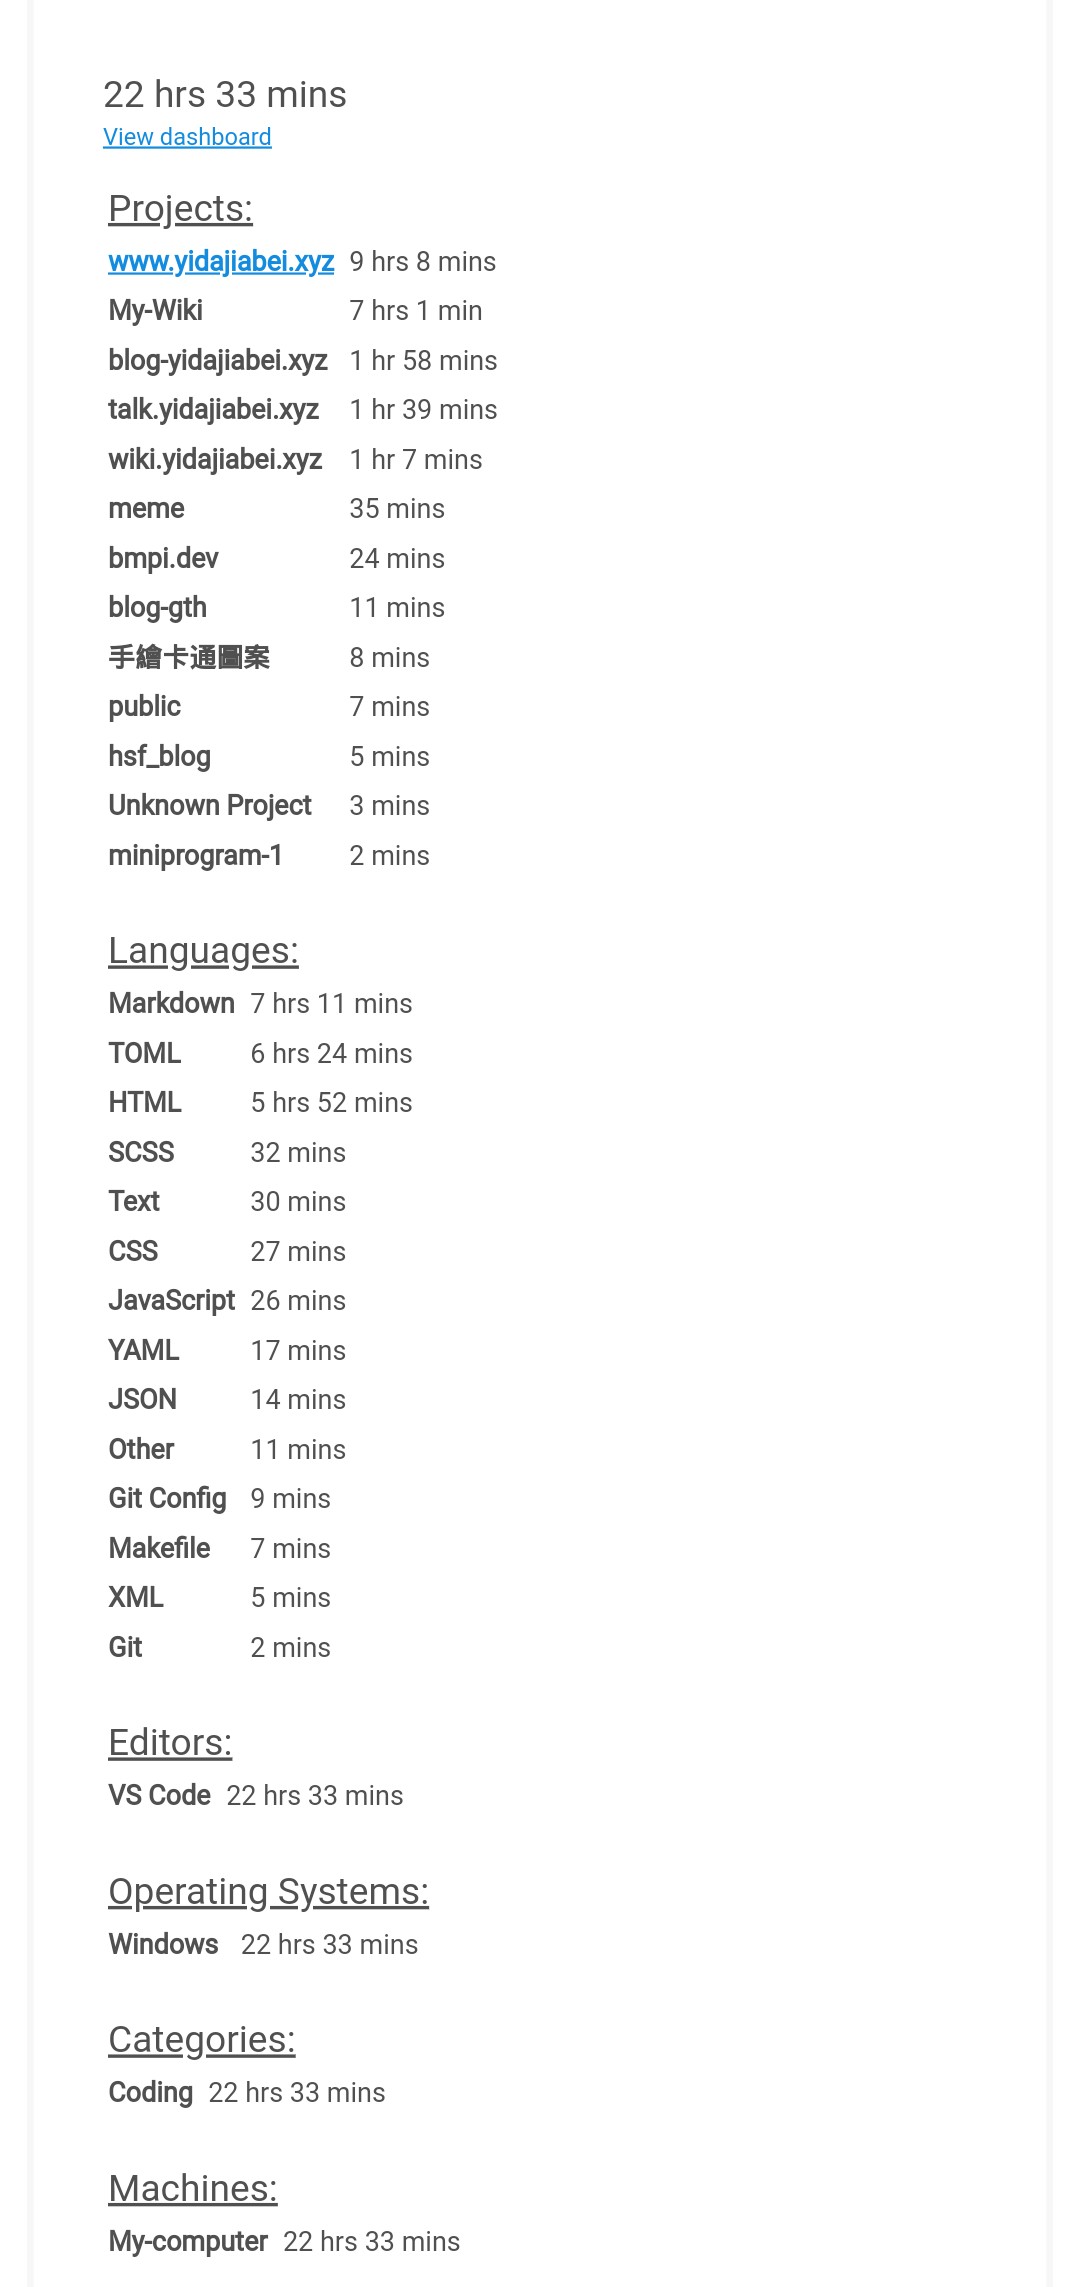 22 hrs 33 mins
View dashboard
Projects:
www.yidajiabei.xyz 9 hrs 8 mins
My-Wiki 7 hrs 1 min
blog-yidajiabei.xyz 1 hr 58 mins
talk.yidajiabei.xyz 1 hr 39 mins
wiki.yidajiabei.xyz 1 hr 7 mins
meme 35 mins
bmpi.dev 24 mins
blog-gth 11 mins
手繪卡通圖案 8 mins
public 7 mins
hsf_blog 5 mins
Unknown Project 3 mins
miniprogram-1 2 mins
Languages:
Markdown 7 hrs 11 mins
TOML 6 hrs 24 mins
HTML 5 hrs 52 mins
SCSS 32 mins
Text 30 mins
CSS 27 mins
JavaScript 26 mins
YAML 17 mins
JSON 14 mins
Other 11 mins
Git Config 9 mins
Makefile 7 mins
XML 5 mins
Git 2 mins
Editors:
VS Code 22 hrs 33 mins
Operating Systems:
Windows 22 hrs 33 mins
Categories:
Coding 22 hrs 33 mins
Machines:
My-computer 22 hrs 33 mins